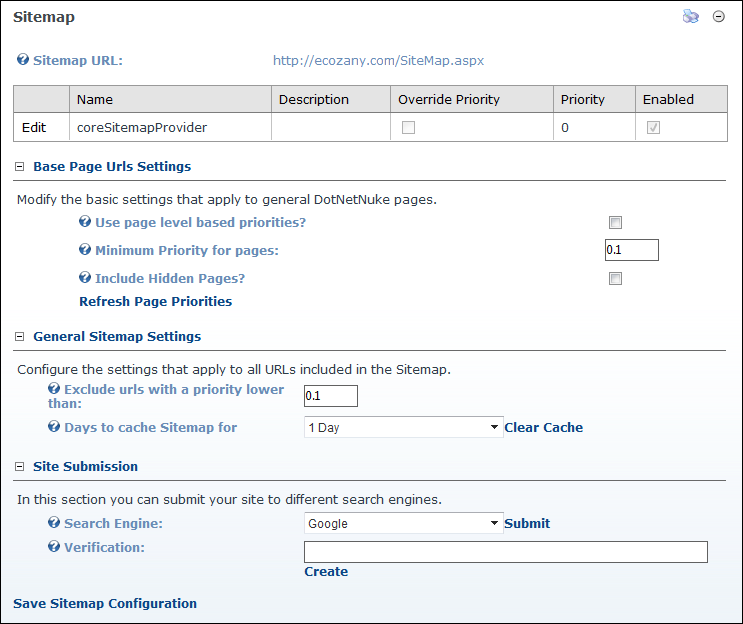 Sitemap
Sitemap URL: http://ecozany.com/SiteMap.aspx
Name Description Override Priority Priority Enabled
Edit coreSitemapProvider 0
Base Page Urls Settings
Modify the basic settings that apply to general DotNetNuke pages.
Use page level based priorities?
Minimum Priority for pages: 0.1
Include Hidden Pages?
Refresh Page Priorities
General Sitemap Settings
Configure the settings that apply to all URLs included in the Sitemap.
Exclude urls with a priority lower
than: 0.1
Days to cache Sitemap for 1 Day Clear Cache
Site Submission
In this section you can submit your site to different search engines.
Search Engine: Google Submit
Verification:
Create
Save Sitemap Configuration